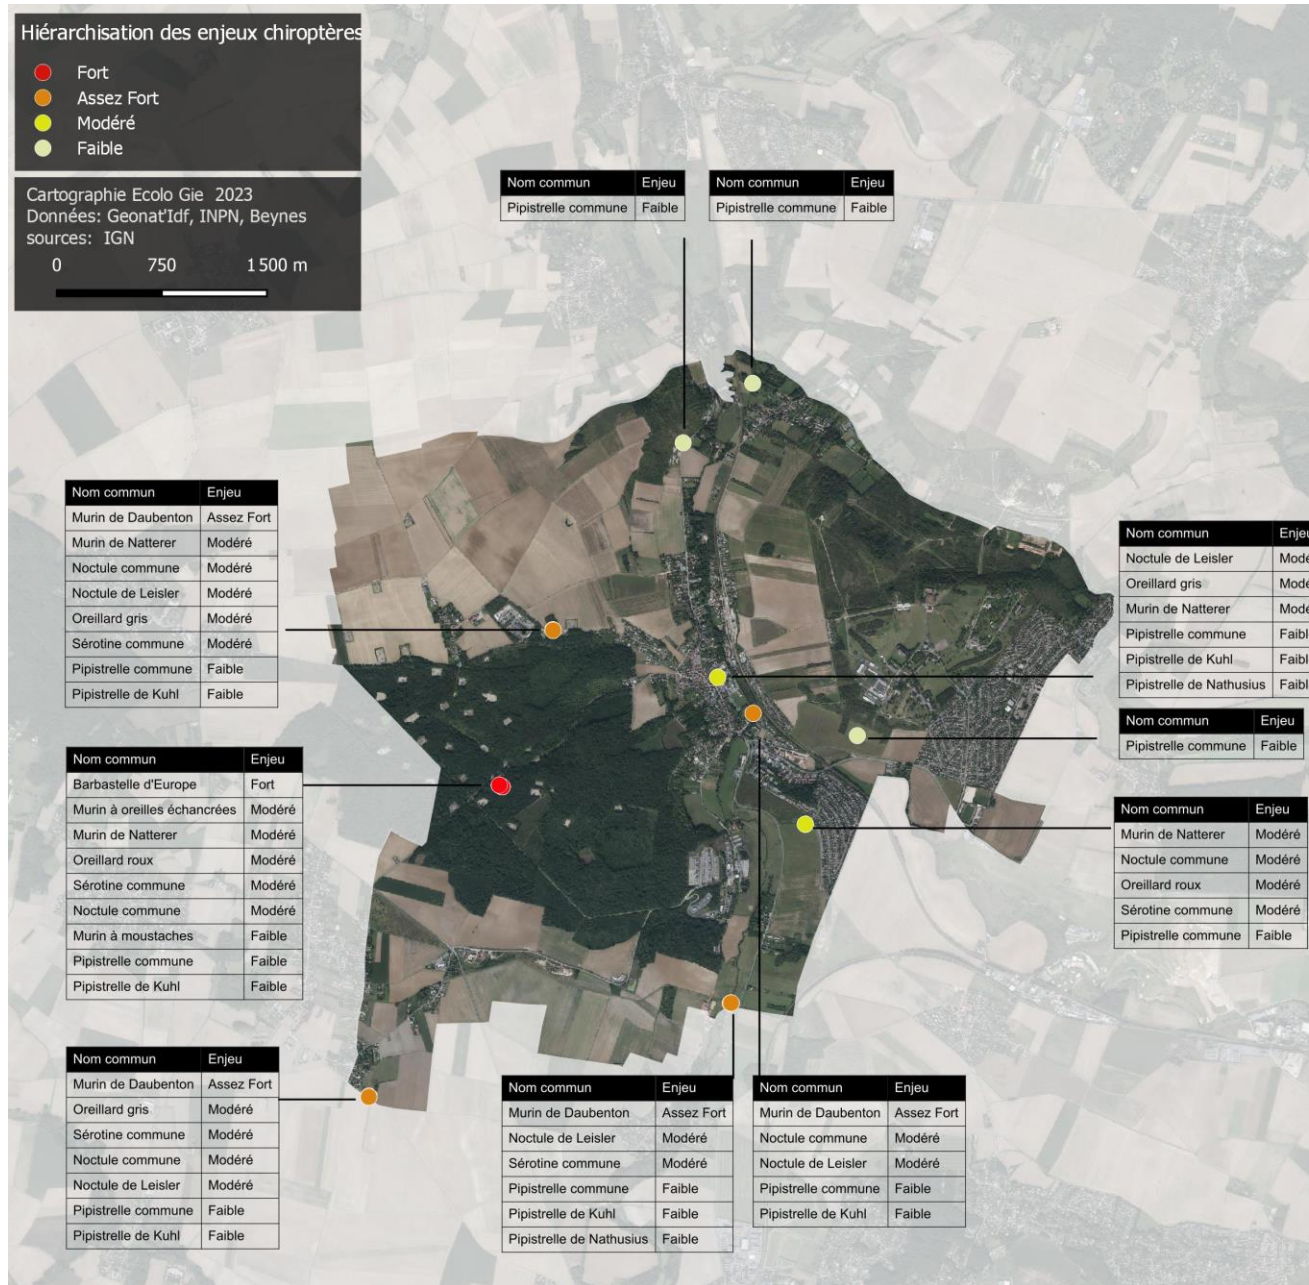 Hiérarchisation des enjeux chiroptères
Fort
Assez Fort
Modéré
Faible
Cartographie Ecolo Gie 2023
Données: Geonat'Idf, INPN, Beynes
sources: IGN
0 750 1 500 m
Nom commun Enjeu
Pipistrelle commune Faible
Nom commun Enjeu
Pipistrelle commune Faible
Nom commun Enjeu
Murin de Daubenton Assez Fort
Murin de Natterer Modéré
Noctule commune Modéré
Noctule de Leisler Modéré
Oreillard gris Modéré
Sérotine commune Modéré
Pipistrelle commune Faible
Pipistrelle de Kuhl Faible
Nom commun Enjeu
Noctule de Leisler Modé
Oreillard gris Modé
Murin de Natterer Modé
Pipistrelle commune Faibl
Pipistrelle de Kuhl Faibl
Pipistrelle de Nathusius Faibl
Nom commun Enjeu
Pipistrelle commune Faible
Nom commun Enjeu
Barbastelle d'Europe Fort
Murin à oreilles échancrées Modéré
Murin de Natterer Modéré
Oreillard roux Modéré
Sérotine commune Modéré
Noctule commune Modéré
Murin à moustaches Faible
Pipistrelle commune Faible
Pipistrelle de Kuhl Faible
Nom commun Enjeu
Murin de Natterer Modéré
Noctule commune Modéré
Oreillard roux Modéré
Sérotine commune Modéré
Pipistrelle commune Faible
Nom commun Enjeu
Murin de Daubenton Assez Fort
Oreillard gris Modéré
Sérotine commune Modéré
Noctule commune Modéré
Noctule de Leisler Modéré
Pipistrelle commune Faible
Pipistrelle de Kuhl Faible
Nom commun Enjeu
Murin de Daubenton Assez Fort
Noctule de Leisler Modéré
Sérotine commune Modéré
Pipistrelle commune Faible
Pipistrelle de Kuhl Faible
Pipistrelle de Nathusius Faible
Nom commun Enjeu
Murin de Daubenton Assez Fort
Noctule commune Modéré
Noctule de Leisler Modéré
Pipistrelle commune Faible
Pipistrelle de Kuhl Faible